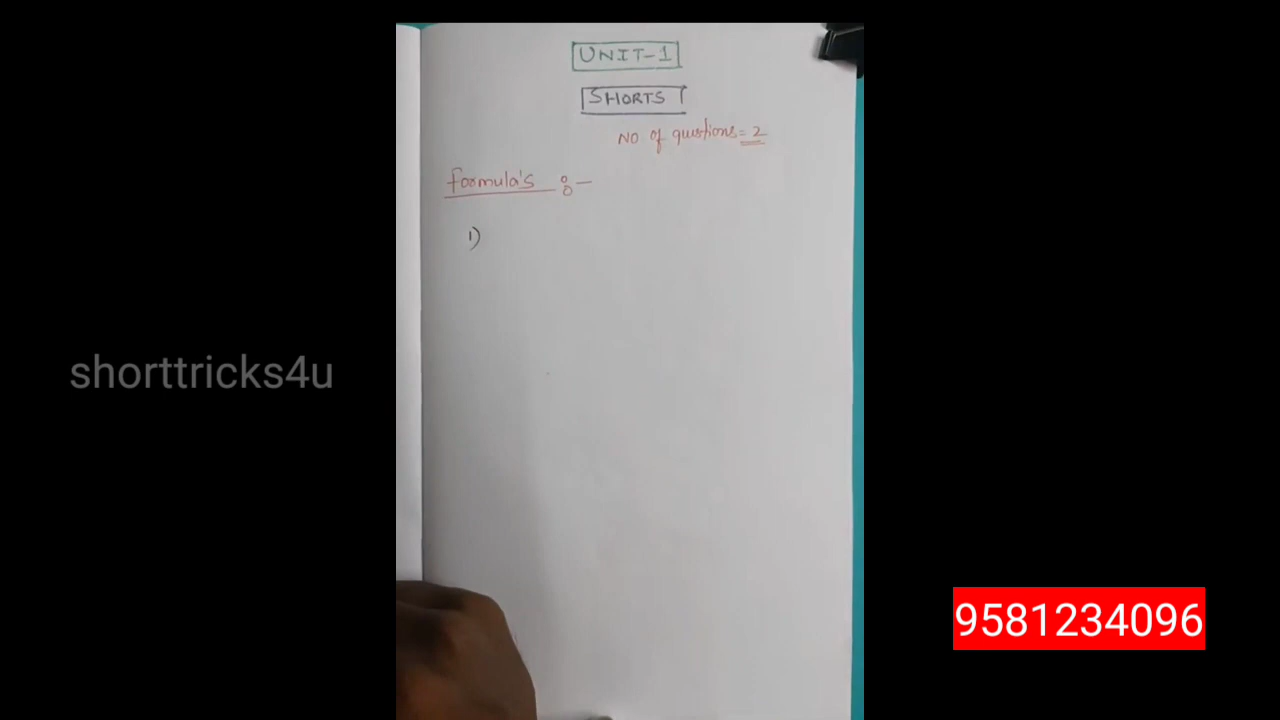 UNIT-1
SHORTS
NO of questions = 2
formula's :-
1)
shorttricks4u
9581234096